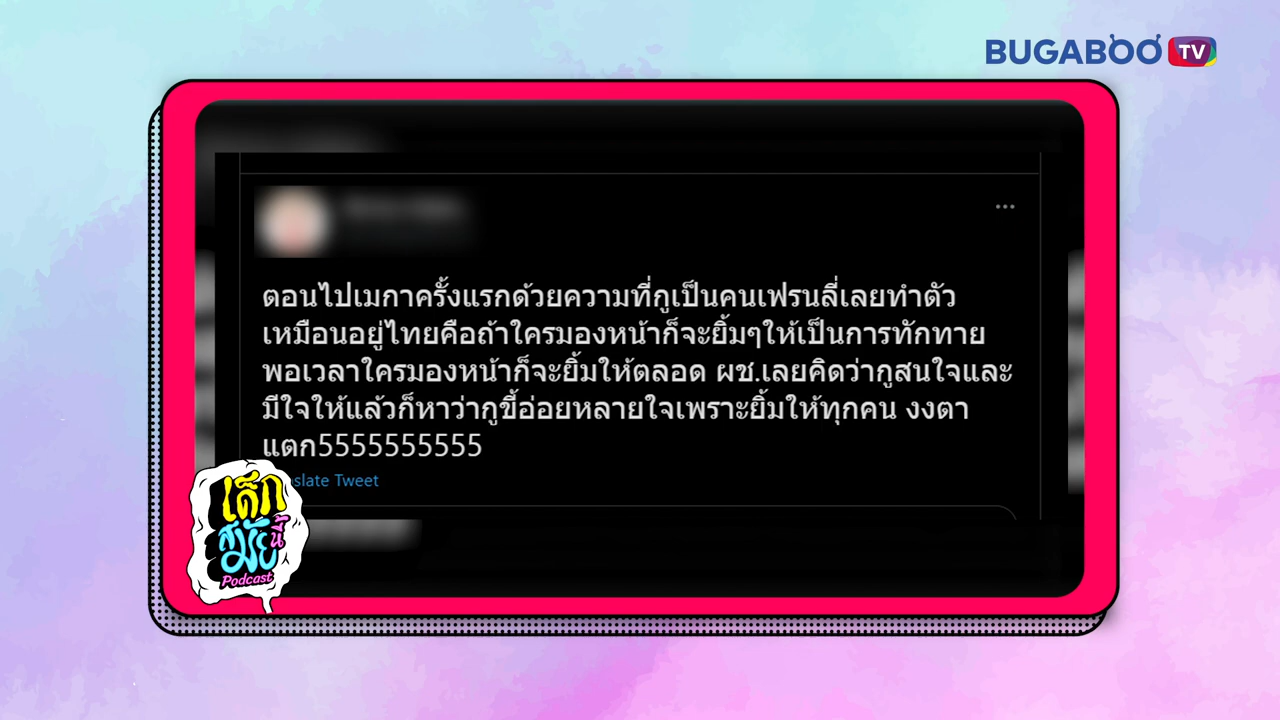 BUGABOO TV
ตอนไปเมกาครั้งแรกด้วยความที่กูเป็นคนเฟรนลี่เลยทำตัว
เหมือนอยู่ไทยคือถ้าใครมองหน้าก็จะยิ้มๆให้เป็นการทักทาย
พอเวลาใครมองหน้าก็จะยิ้มให้ตลอด ผช.เลยคิดว่ากูสนใจและ
มีใจให้แล้วก็หาว่ากูขี้อ่อยหลายใจเพราะยิ้มให้ทุกคน งงตา
แตก5555555555
slate Tweet
เด็ก
สมัยนี้
Podcast